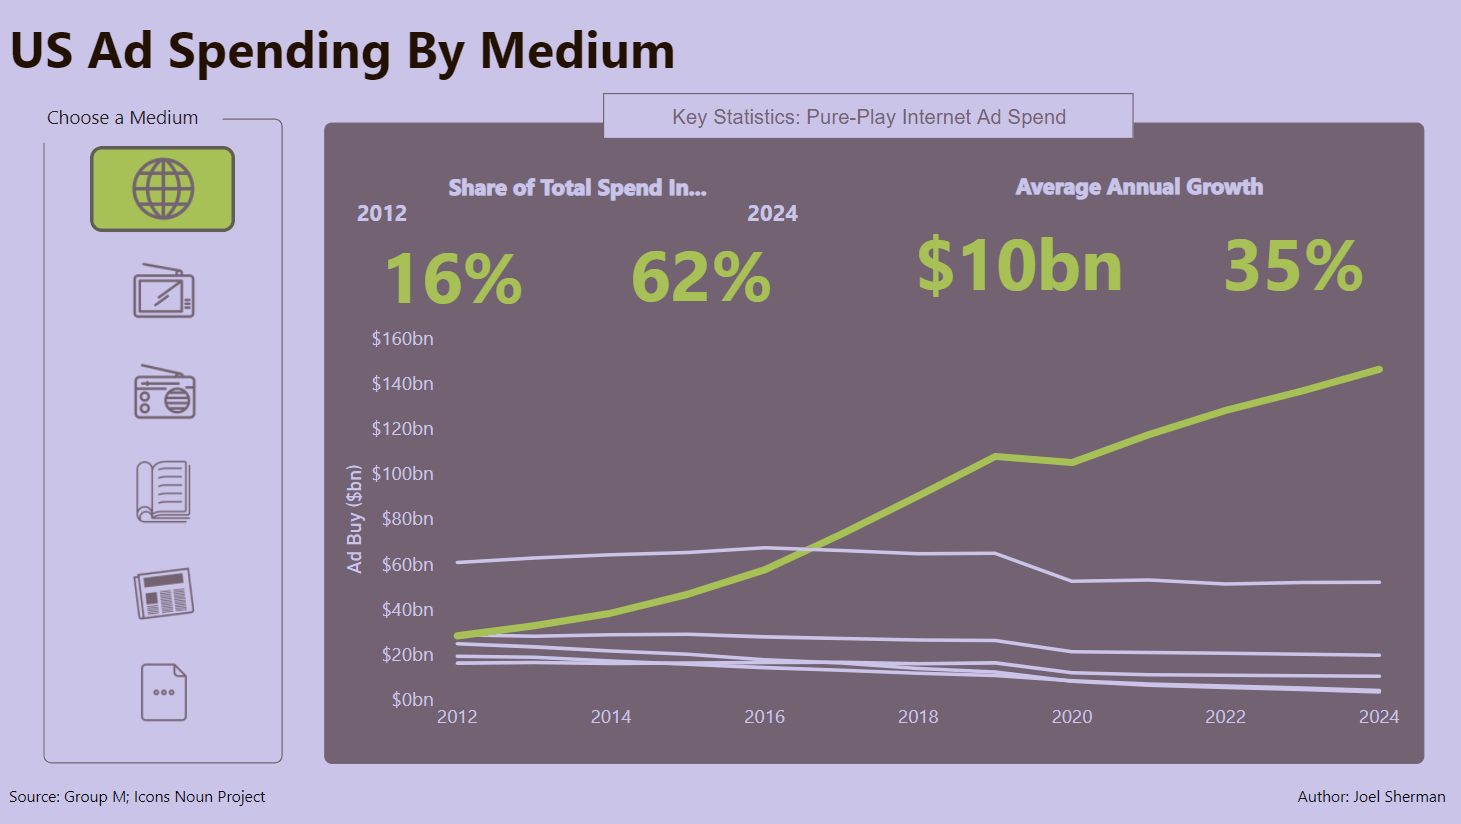 US Ad Spending By Medium
Choose a Medium
Key Statistics: Pure-Play Internet Ad Spend
Share of Total Spend In...
2012 2024
16% 62%
Average Annual Growth
$10bn 35%
Ad Buy ($bn)
$160bn
$140bn
$120bn
$100bn
$80bn
$60bn
$40bn
$20bn
$0bn
2012 2014 2016 2018 2020 2022 2024
Source: Group M; Icons Noun Project
Author: Joel Sherman